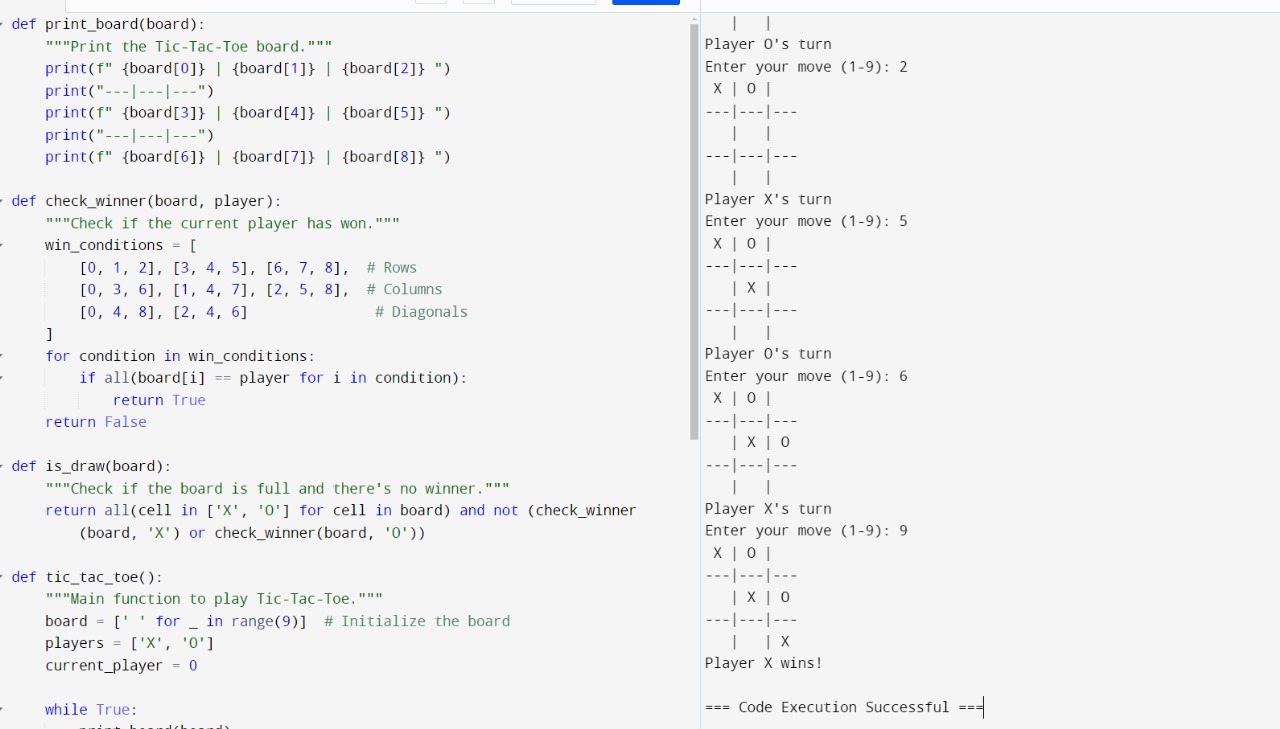 def print_board(board):
    """Print the Tic-Tac-Toe board."""
    print(f" {board[0]} | {board[1]} | {board[2]} ")
    print("---|---|---")
    print(f" {board[3]} | {board[4]} | {board[5]} ")
    print("---|---|---")
    print(f" {board[6]} | {board[7]} | {board[8]} ")

def check_winner(board, player):
    """Check if the current player has won."""
    win_conditions = [
        [0, 1, 2], [3, 4, 5], [6, 7, 8],  # Rows
        [0, 3, 6], [1, 4, 7], [2, 5, 8],  # Columns
        [0, 4, 8], [2, 4, 6]               # Diagonals
    ]
    for condition in win_conditions:
        if all(board[i] == player for i in condition):
            return True
    return False

def is_draw(board):
    """Check if the board is full and there's no winner."""
    return all(cell in ['X', 'O'] for cell in board) and not (check_winner
        (board, 'X') or check_winner(board, 'O'))

def tic_tac_toe():
    """Main function to play Tic-Tac-Toe."""
    board = [' ' for _ in range(9)]  # Initialize the board
    players = ['X', 'O']
    current_player = 0

    while True:
   |   |
Player O's turn
Enter your move (1-9): 2
 X | O |
---|---|---
   |   |
---|---|---
   |   |
Player X's turn
Enter your move (1-9): 5
 X | O |
---|---|---
   | X |
---|---|---
   |   |
Player O's turn
Enter your move (1-9): 6
 X | O |
---|---|---
   | X | O
---|---|---
   |   |
Player X's turn
Enter your move (1-9): 9
 X | O |
---|---|---
   | X | O
---|---|---
   |   | X
Player X wins!

=== Code Execution Successful ===